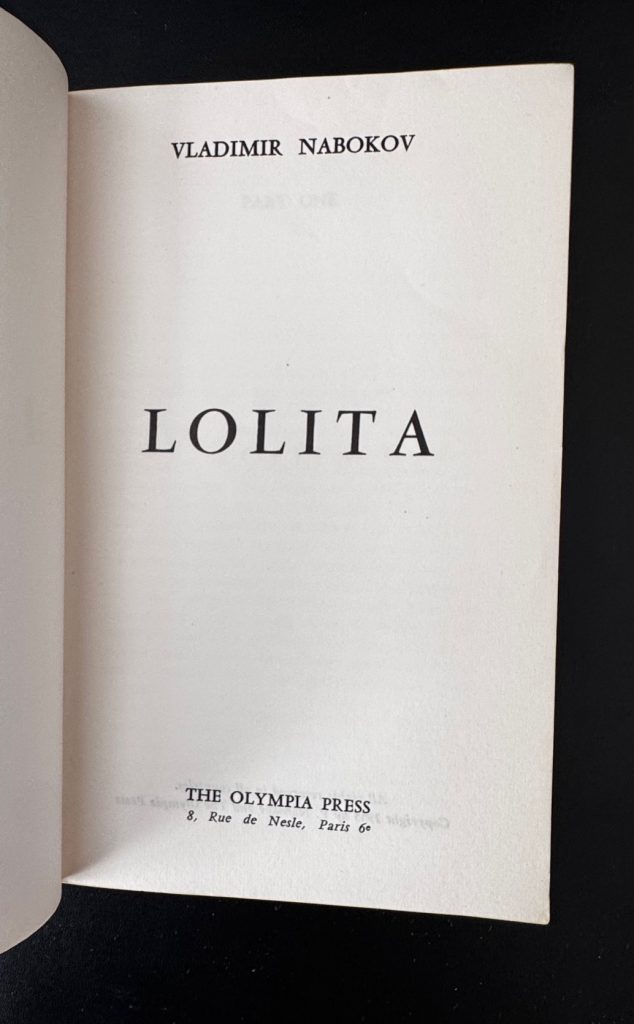 VLADIMIR NABOKOV
LOLITA
THE OLYMPIA PRESS
8, Rue de Nesle, Paris 6e